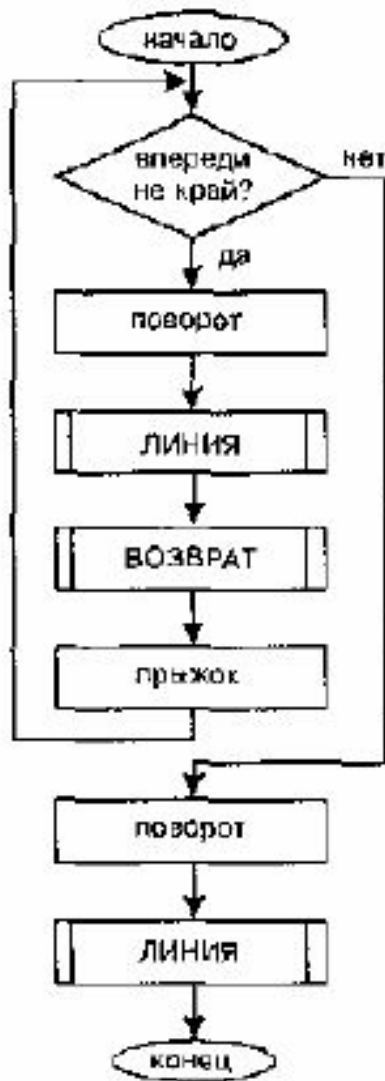 начало
впереди
не край?
нет
да
поворот
ЛИНИЯ
ВОЗВРАТ
прыжок
поворот
ЛИНИЯ
конец